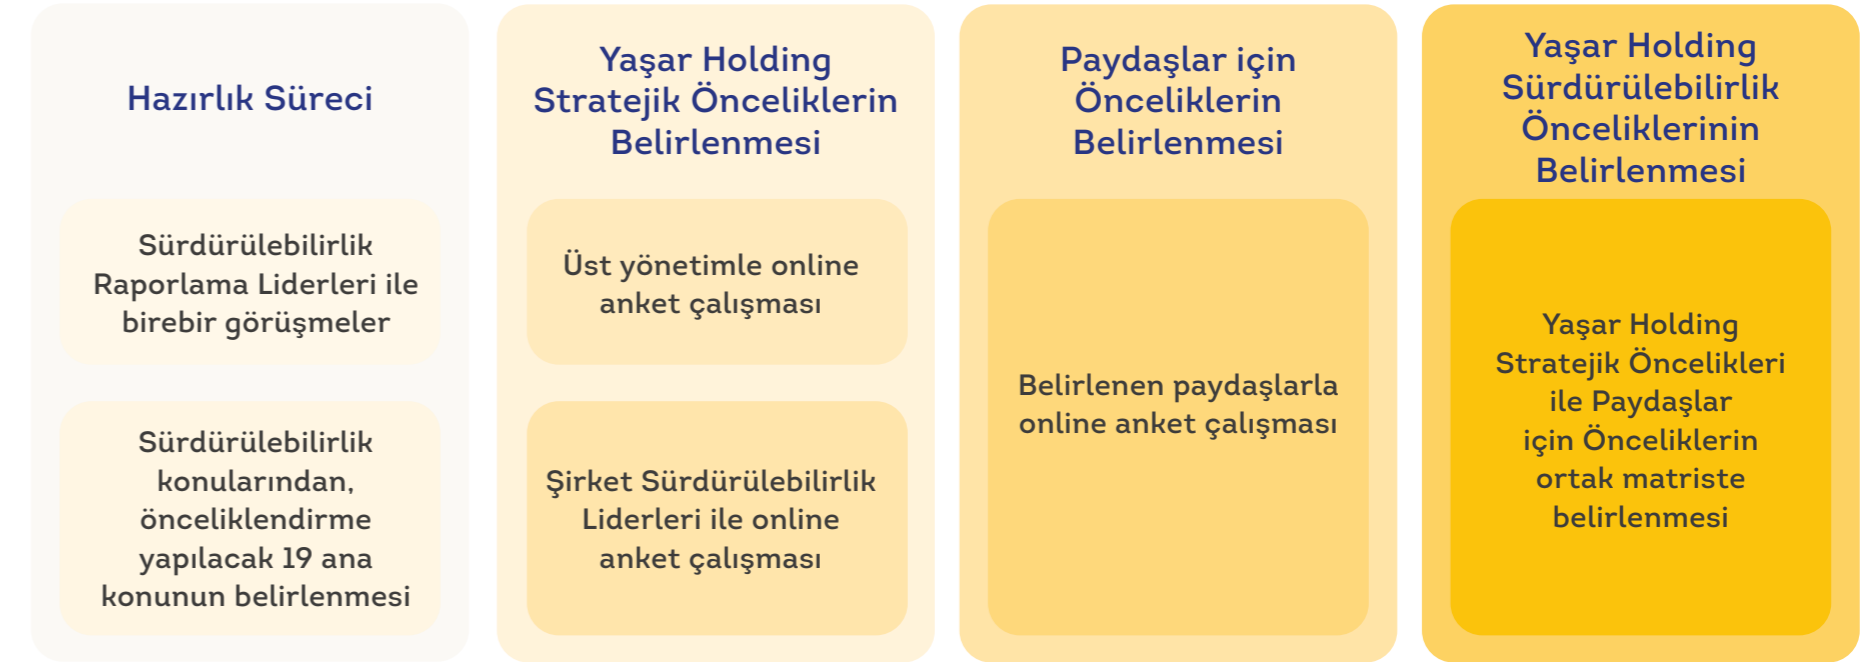 Hazırlık Süreci
Sürdürülebilirlik
Raporlama Liderleri ile
birebir görüşmeler
Sürdürülebilirlik
konularından,
önceliklendirme
yapılacak 19 ana
konunun belirlenmesi
Yaşar Holding
Stratejik Önceliklerin
Belirlenmesi
Üst yönetimle online
anket çalışması
Şirket Sürdürülebilirlik
Liderleri ile online
anket çalışması
Paydaşlar için
Önceliklerin
Belirlenmesi
Belirlenen paydaşlarla
online anket çalışması
Yaşar Holding
Sürdürülebilirlik
Önceliklerinin
Belirlenmesi
Yaşar Holding
Stratejik Öncelikleri
ile Paydaşlar
için Önceliklerin
ortak matriste
belirlenmesi